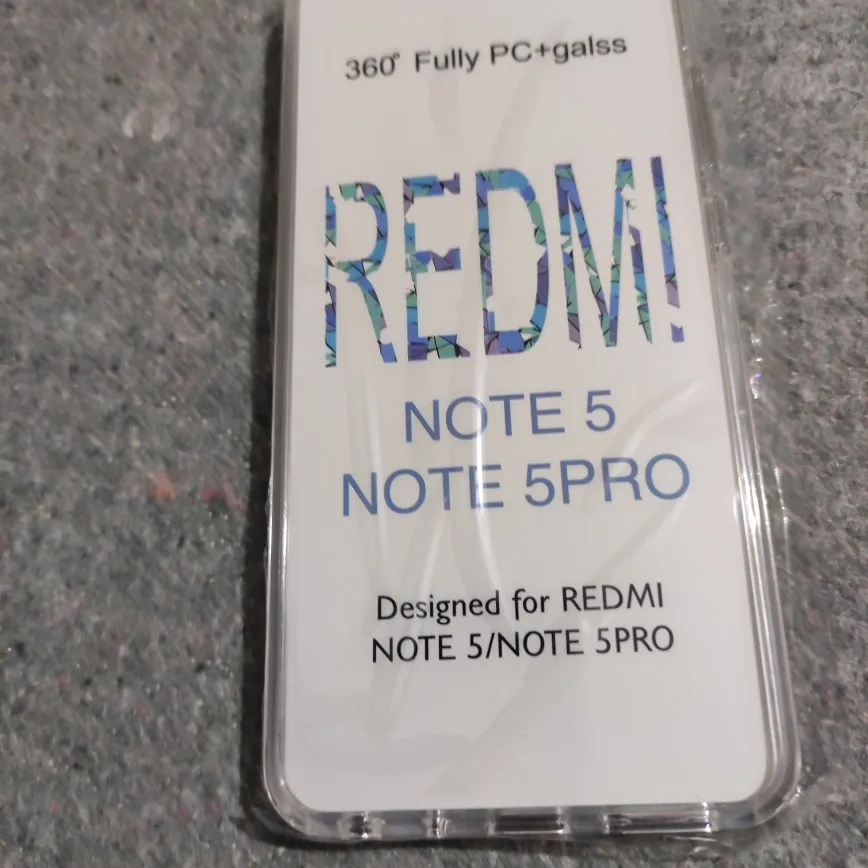 360° Fully PC+galss
REDMI
NOTE 5
NOTE 5PRO
Designed for REDMI
NOTE 5/NOTE 5PRO